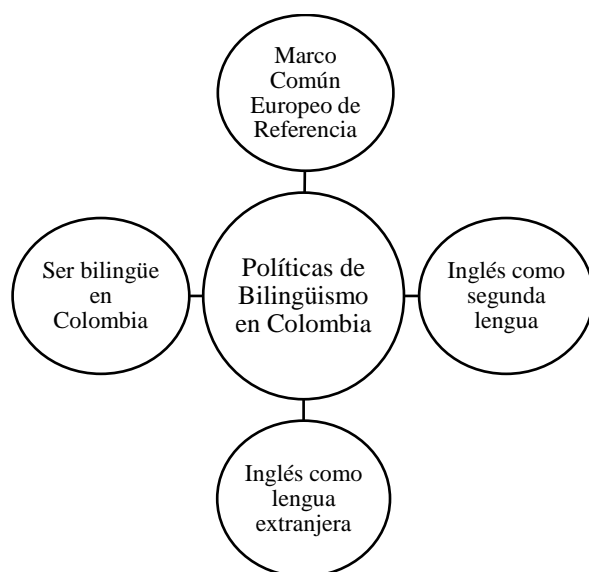 Marco
Común
Europeo de
Referencia
Ser bilingüe
en
Colombia
Políticas de
Bilingüismo
en Colombia
Inglés como
segunda
lengua
Inglés como
lengua
extranjera